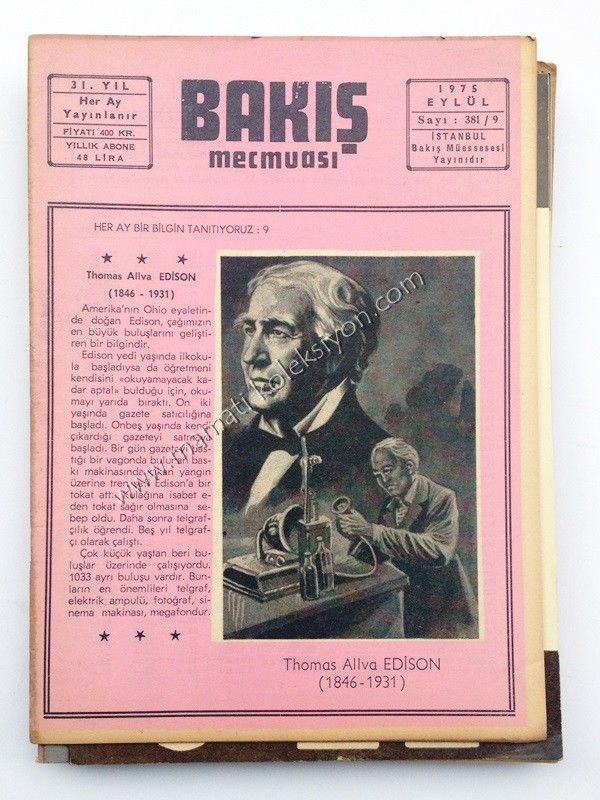 31. YIL
Her Ay
Yayınlanır
FİYATI 400 KR.
YILLIK ABONE
48 LİRA
BAKIŞ
mecmuası
1975
EYLÜL
Sayı : 381/9
İSTANBUL
Bakış Müessesesi
Yayınıdır
HER AY BİR BİLGİN TANITIYORUZ : 9
Thomas Allva EDİSON
(1846 - 1931)
Amerika'nın Ohio eyaletin-
de doğan Edison, çağımızın
en büyük buluşlarını gelişti-
ren bir bilgindir.
Edison yedi yaşında ilkoku-
la başladıysa da öğretmeni
kendisini «okuyamayacak ka-
dar aptal» bulduğu için, oku-
mayı yarıda bıraktı. On iki
yaşında gazete satıcılığına
başladı. Onbeş yaşında kendi
çıkardığı gazeteyi satmağa
başladı. Bir gün gazeteyi bas-
tığı bir vagonda bulunan bas-
kı makinasında çıkan yangın
üzerine tren şefi Edison'a bir
tokat attı. Kulağına isabet e-
den tokat sağır olmasına se-
bep oldu. Daha sonra telgraf-
çılık öğrendi. Beş yıl telgraf-
çı olarak çalıştı.
Çok küçük yaştan beri bu-
luşlar üzerinde çalışıyordu.
1033 ayrı buluşu vardır. Bun-
ların en önemlileri telgraf,
elektrik ampulü, fotoğraf, si-
nema makinası, megafondur.
Thomas Allva EDİSON
(1846-1931)